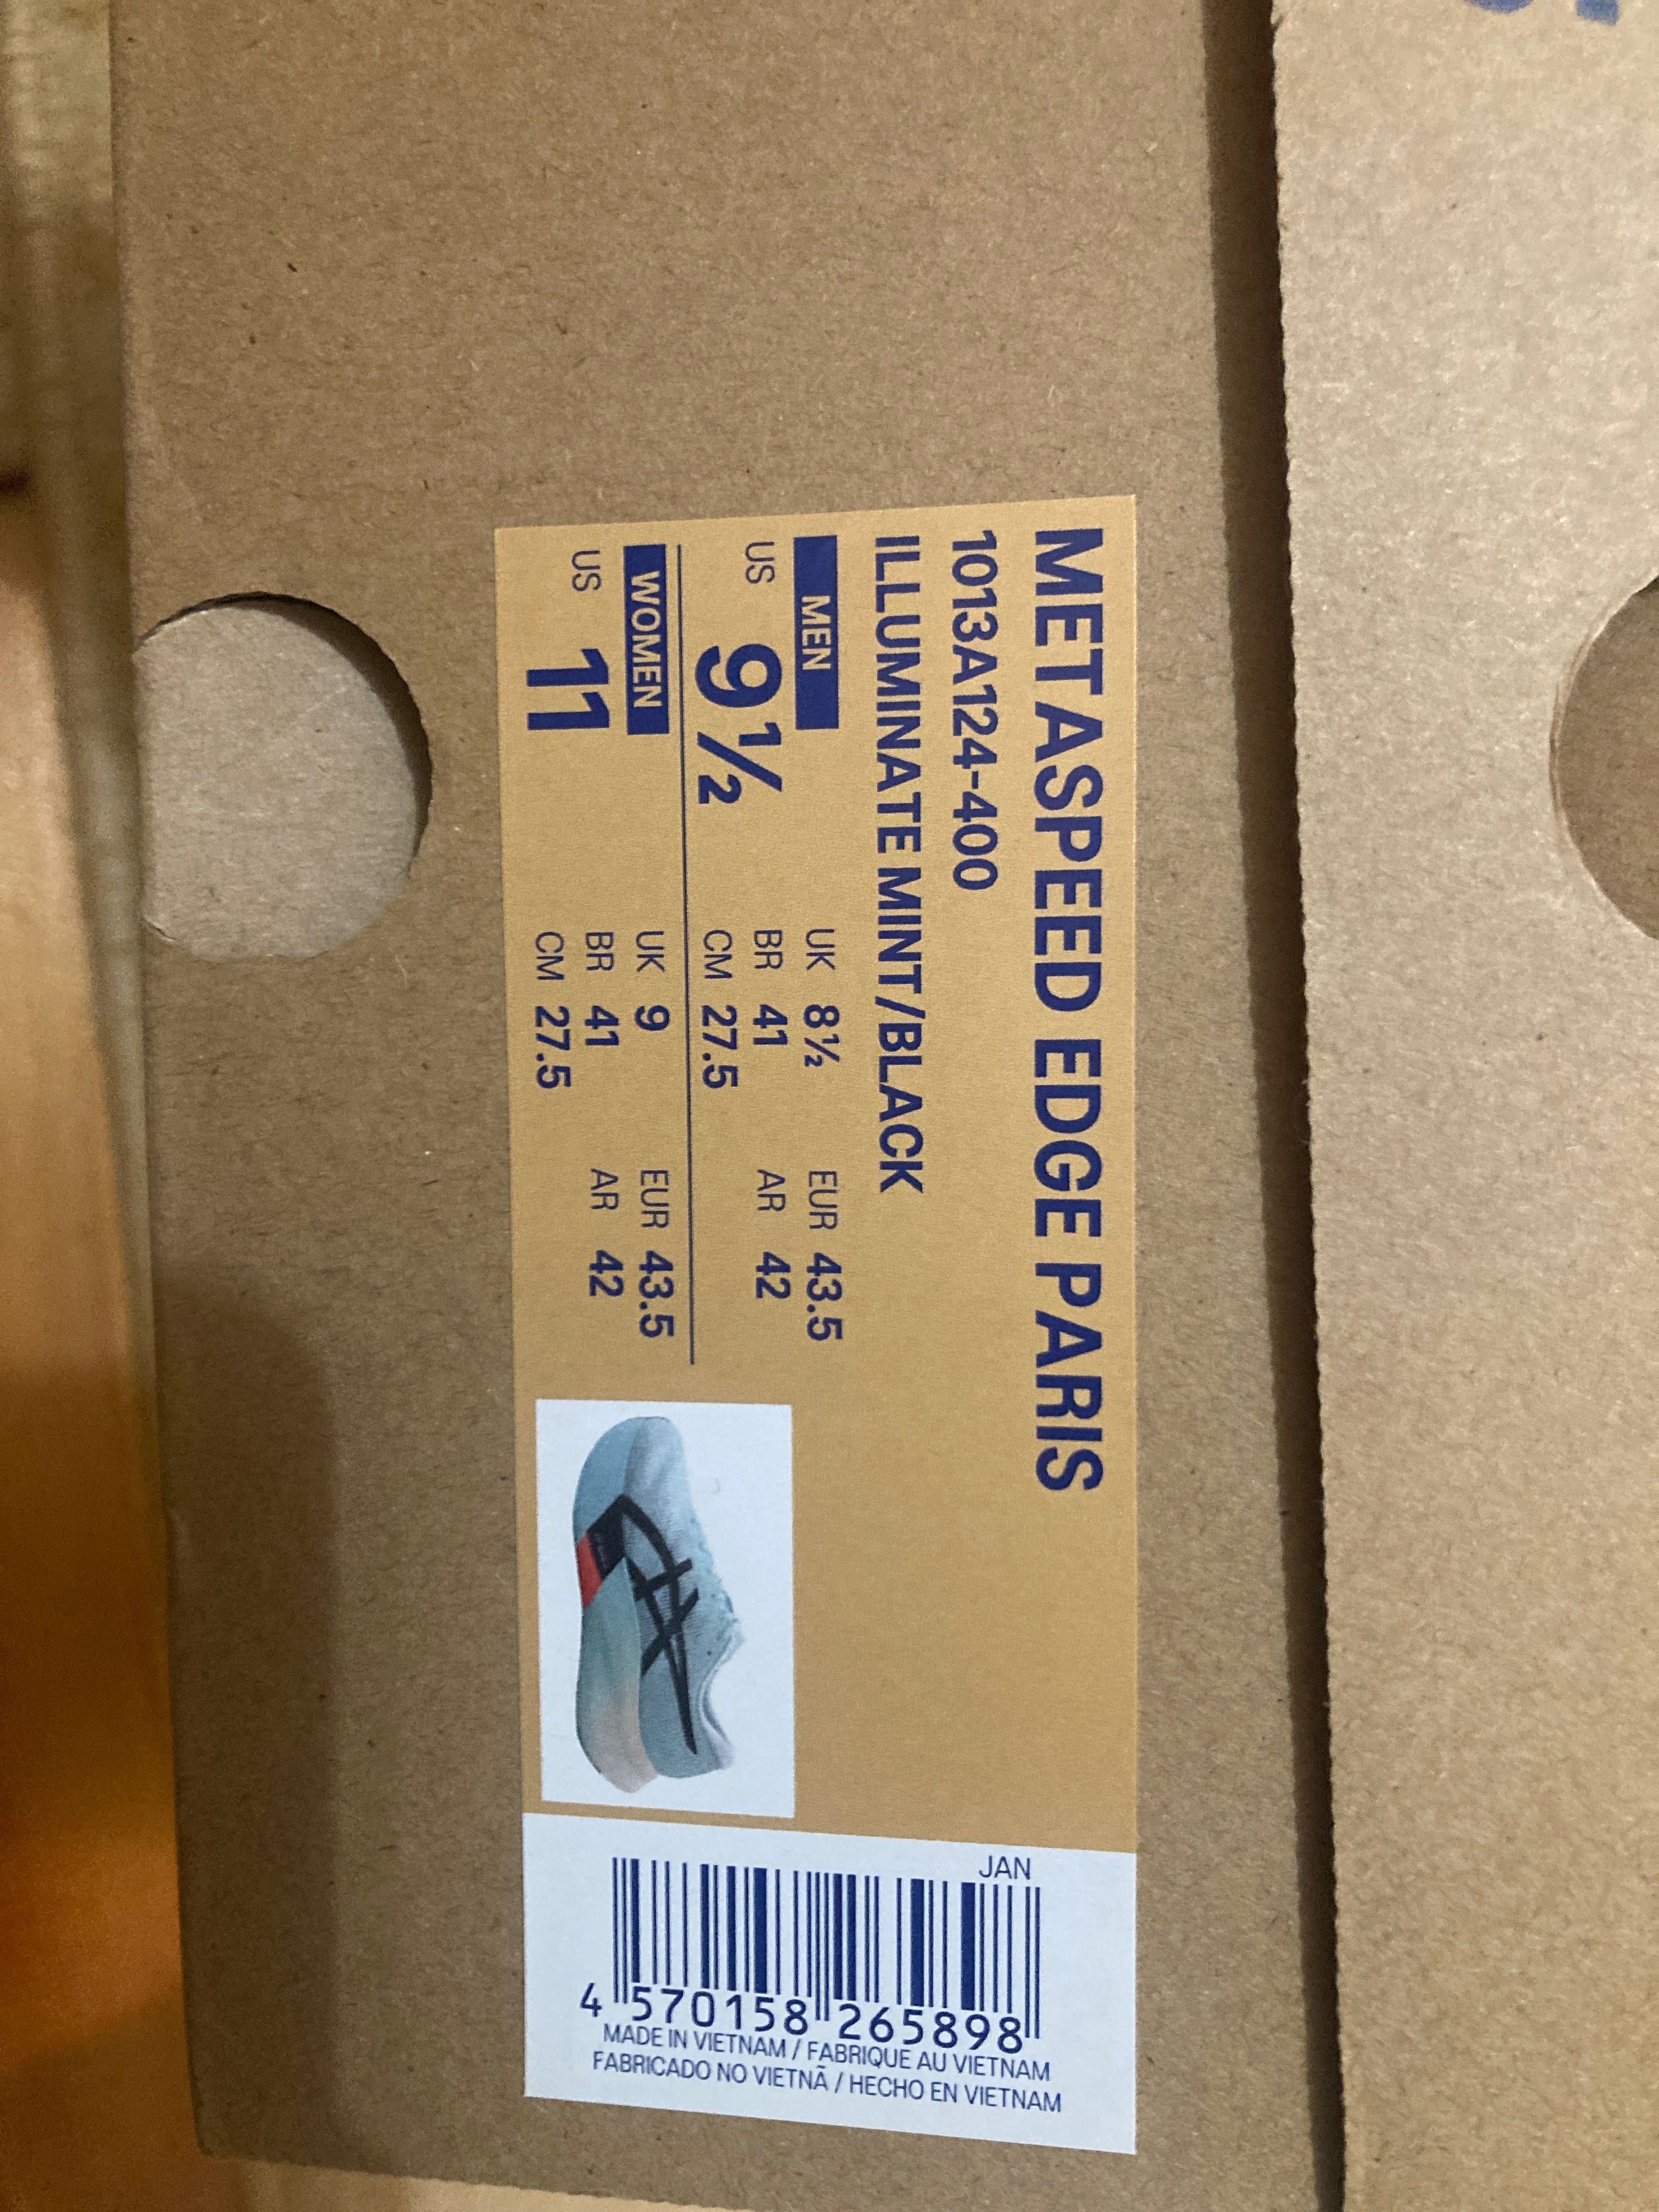 METASPEED EDGE PARIS
1013A124-400
ILLUMINATE MINT/BLACK
MEN
US 9½
UK 8½ EUR 43.5
BR 41 AR 42
CM 27.5
WOMEN
US 11
UK 9 EUR 43.5
BR 41 AR 42
CM 27.5
JAN
4 570158 265898
MADE IN VIETNAM / FABRIQUE AU VIETNAM
FABRICADO NO VIETNÃ / HECHO EN VIETNAM